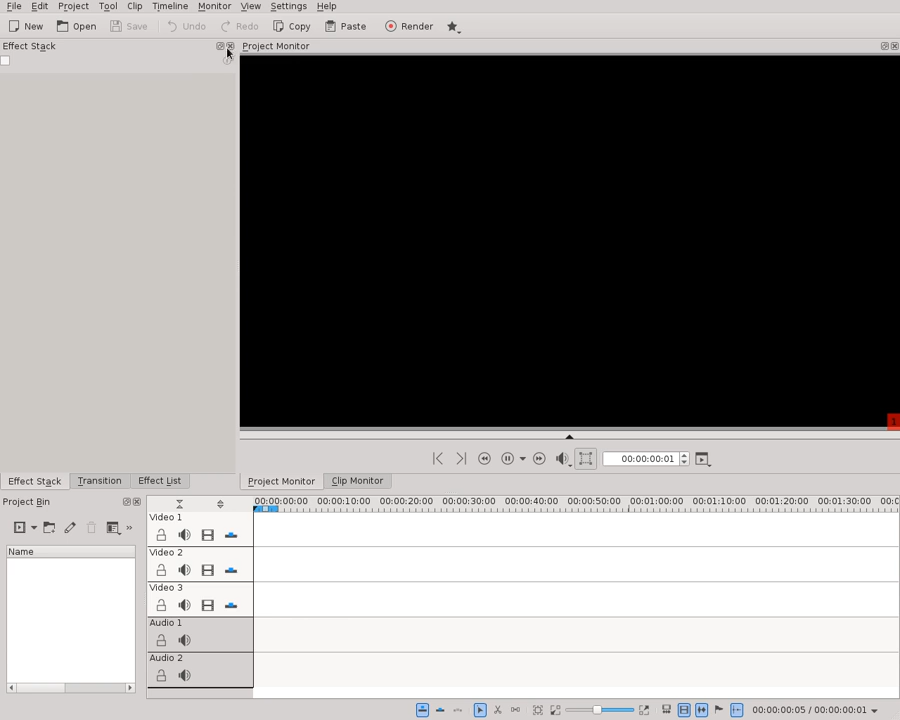 File Edit Project Tool Clip Timeline Monitor View Settings Help
New Open Save Undo Redo Copy Paste Render
Effect Stack
Project Monitor
1
00:00:00:01
Effect Stack Transition Effect List
Project Monitor Clip Monitor
Project Bin
00:00:00:00 00:00:10:00 00:00:20:00 00:00:30:00 00:00:40:00 00:00:50:00 00:01:00:00 00:01:10:00 00:01:20:00 00:01:30:00 00:0
»
Name
Video 1
Video 2
Video 3
Audio 1
Audio 2
00:00:00:05 / 00:00:00:01